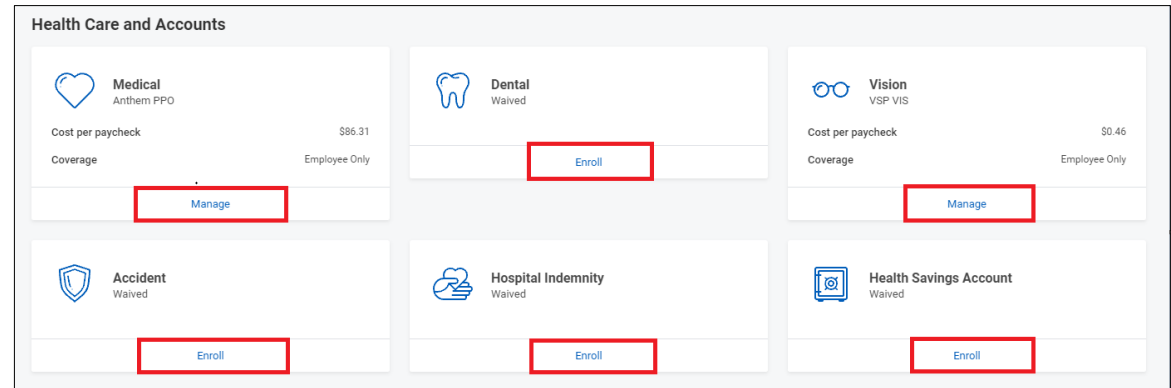 Health Care and Accounts
Medical
Anthem PPO
Cost per paycheck $86.31
Coverage Employee Only
Manage
Dental
Waived
Enroll
Vision
VSP VIS
Cost per paycheck $0.46
Coverage Employee Only
Manage
Accident
Waived
Enroll
Hospital Indemnity
Waived
Enroll
Health Savings Account
Waived
Enroll